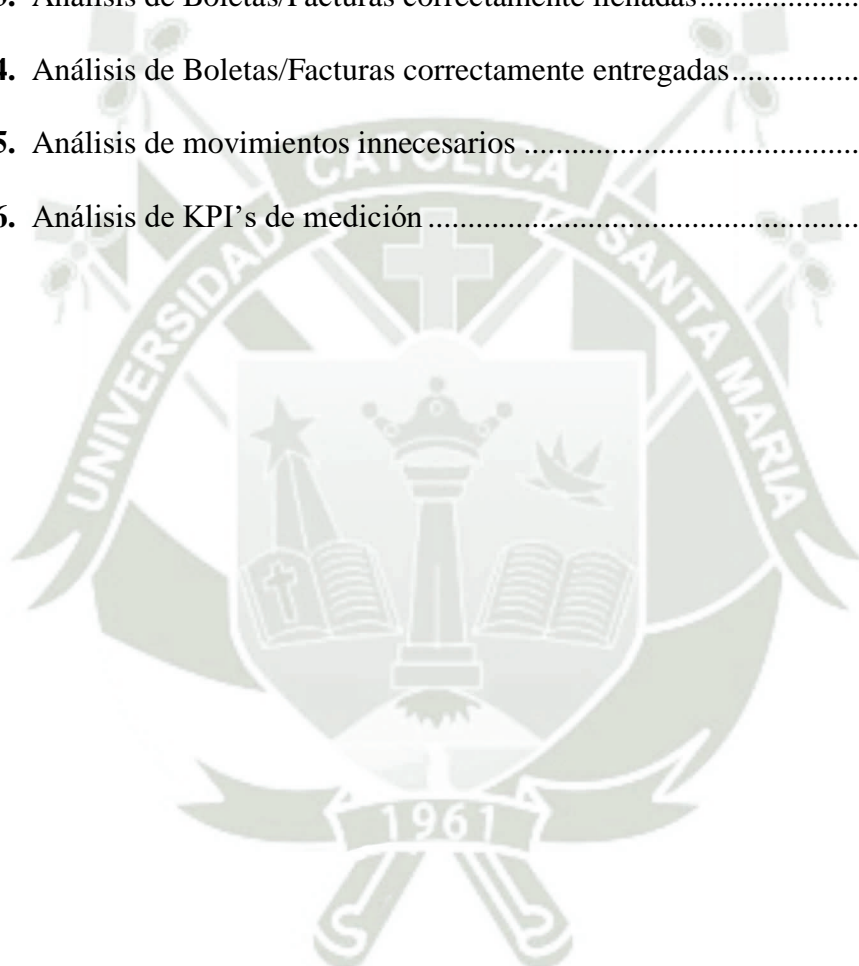 3. Análisis de Boletas/Facturas correctamente llenadas....................
4. Análisis de Boletas/Facturas correctamente entregadas................
5. Análisis de movimientos innecesarios ..........................................
6. Análisis de KPI’s de medición ......................................................
UNIVERSIDAD CATOLICA SANTA MARIA
1961